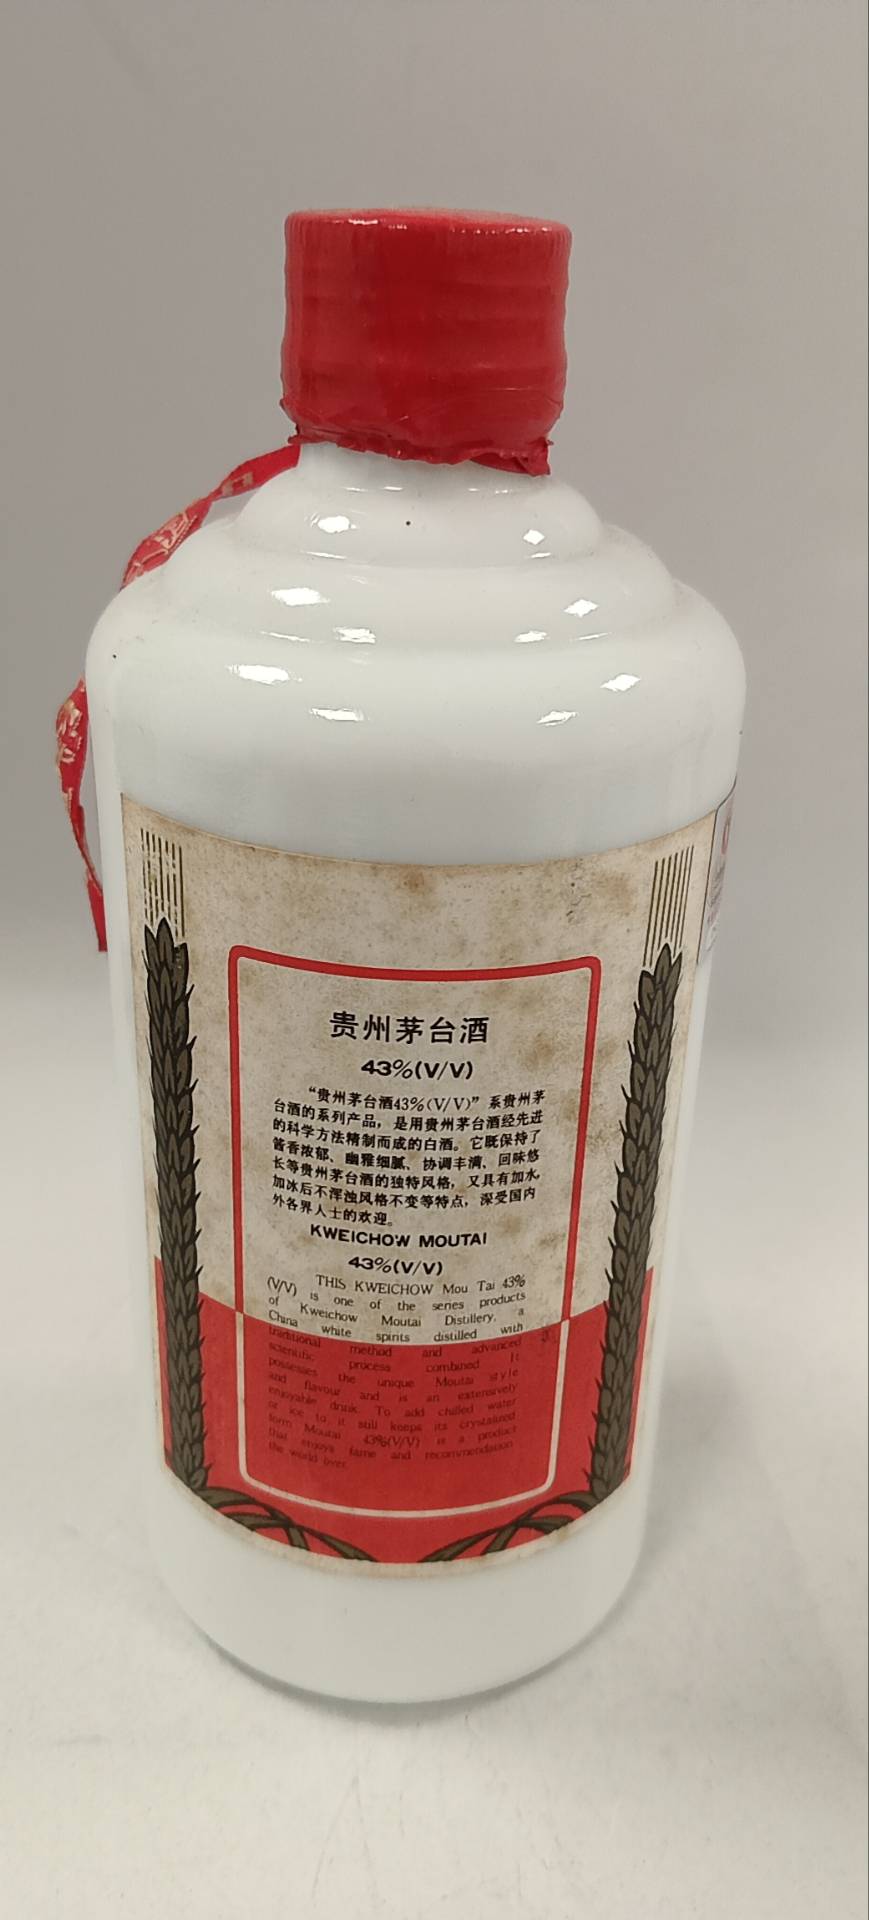 贵州茅台酒
43%(V/V)
“贵州茅台酒43%(V/V)”系贵州茅
台酒的系列产品，是用贵州茅台酒经先进
的科学方法精制而成的白酒。它既保持了
酱香浓郁、幽雅细腻、协调丰满、回味悠
长等贵州茅台酒的独特风格，又具有加水，
加冰后不浑浊风格不变等特点，深受国内
外各界人士的欢迎。
KWEICHOW MOUTAI
43%(V/V)
THIS KWEICHOW Mou Tai 43%
(V/V) is one of the series products
of Kweichow Moutai Distillery, a
China white spirits distilled with
traditional method and advanced
scientific process combined. It
possesses the unique Moutai style
and flavour and is an extensively
enjoyable drink. To add chilled water
or ice to it still keeps its crystalized
form Moutai 43%(V/V) is a product
that enjoys fame and recommendation
the world over.